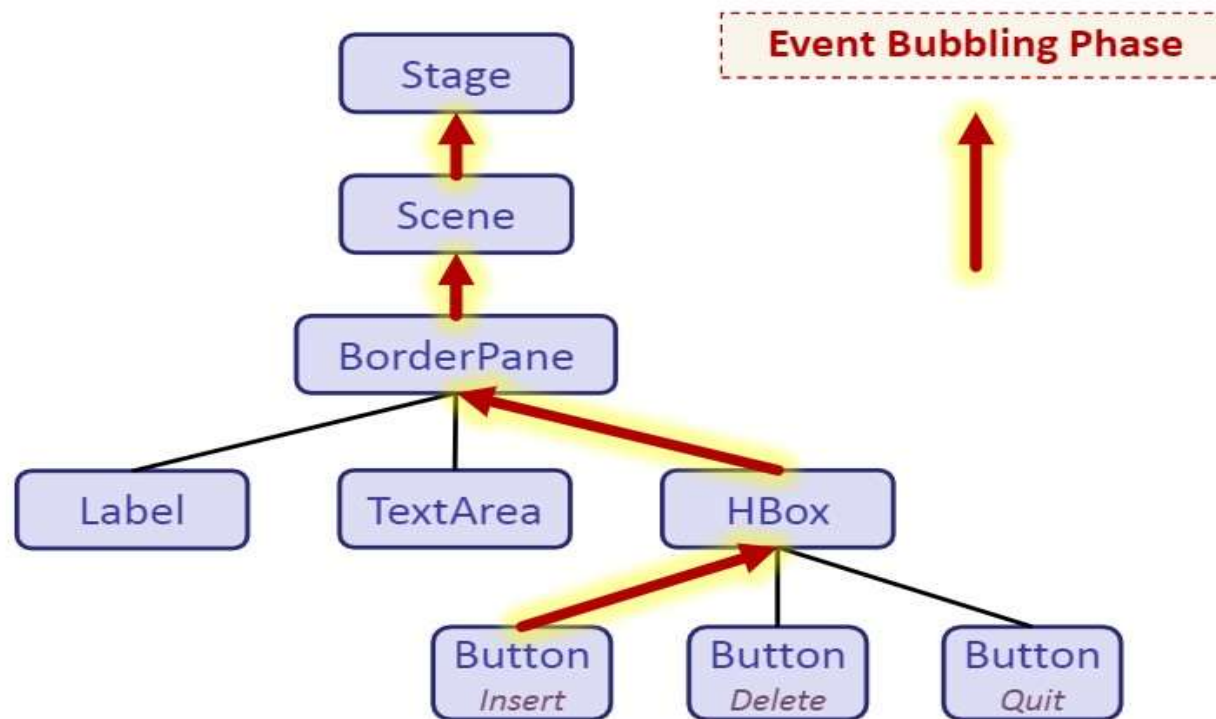 Event Bubbling Phase
Stage
Scene
BorderPane
Label
TextArea
HBox
Button
Insert
Button
Delete
Button
Quit